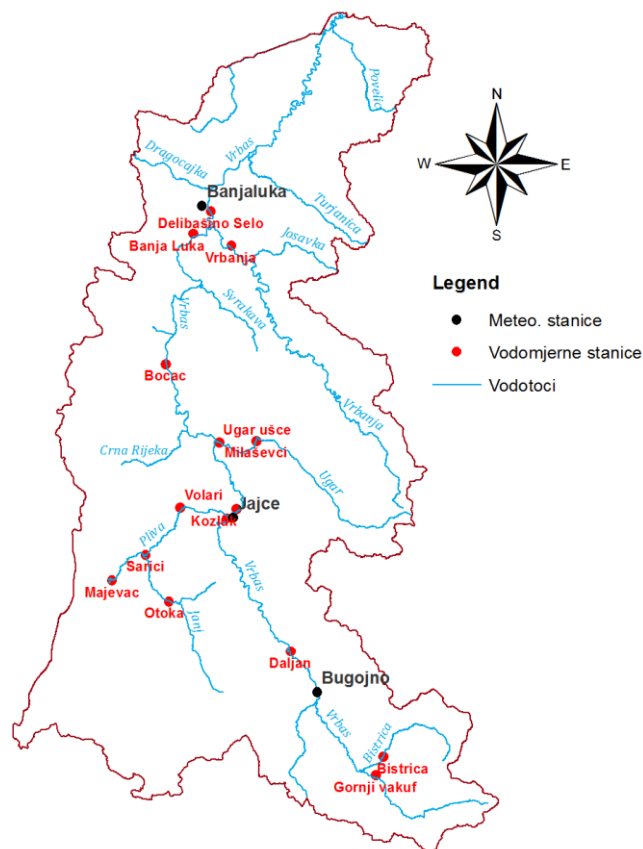 Povelič
N
W
E
S
Dragocajka
Vrbas
Banjaluka
Turjanica
Delibašino Selo
Banja Luka
Josavka
Vrbanja
Legend
Meteo. stanice
Vodomjerne stanice
Vodotoci
Vrbas
Svrakava
Bocac
Vrbanja
Ugar ušce
Crna Rijeka
Milaševci
Ugar
Volari
Jajce
Kozluk
Pliva
Vrbas
Sarici
Majevac
Otoka
Janj
Daljan
Bugojno
Vrbas
Bistrica
Bistrica
Gornji vakuf